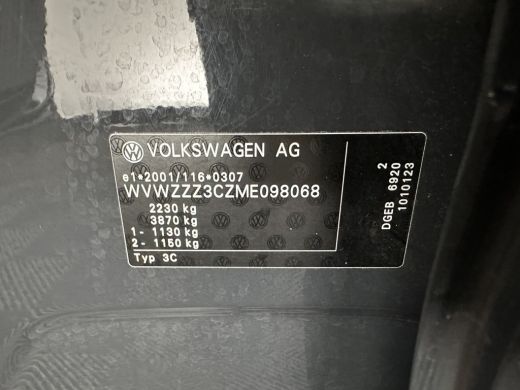 VOLKSWAGEN AG
e1*2001/116*0307
WVWZZZ3CZME098068
2230 kg
3870 kg
1- 1130 kg
2- 1150 kg
Typ 3C
2
DGEB 6920
1010123